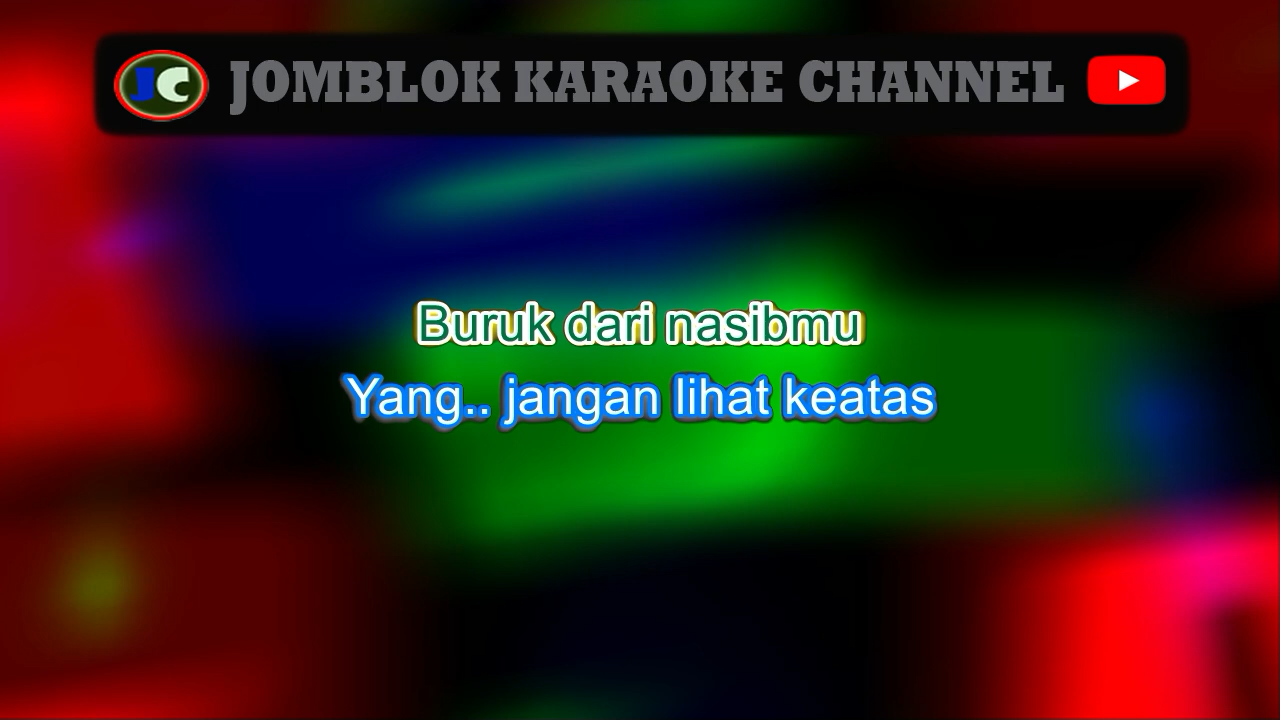 JC JOMBLOK KARAOKE CHANNEL
Buruk dari nasibmu
Yang.. jangan lihat keatas